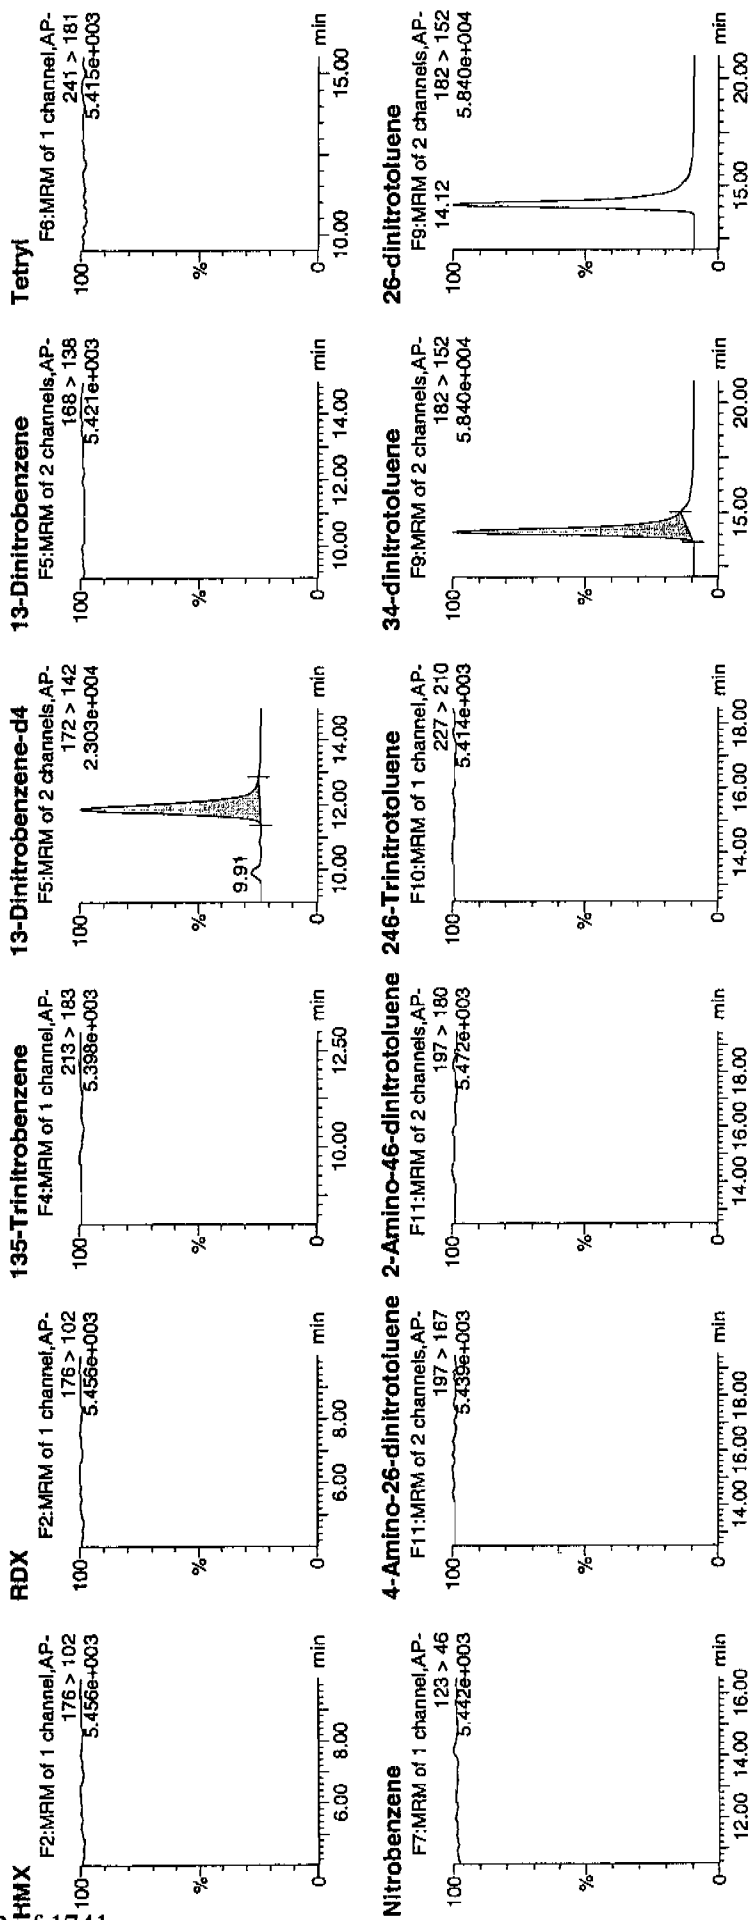 HMX
F2:MRM of 1 channel,AP-
176 > 102
5.456e+003
100
%
0
6.00 8.00 min
RDX
F2:MRM of 1 channel,AP-
176 > 102
5.456e+003
100
%
0
6.00 8.00 min
135-Trinitrobenzene
F4:MRM of 1 channel,AP-
213 > 183
5.398e+003
100
%
0
10.00 12.50 min
13-Dinitrobenzene-d4
F5:MRM of 2 channels,AP-
172 > 142
2.303e+004
100
%
9.91
0
10.00 12.00 14.00 min
13-Dinitrobenzene
F5:MRM of 2 channels,AP-
168 > 138
5.421e+003
100
%
0
10.00 12.00 14.00 min
Tetryl
F6:MRM of 1 channel,AP-
241 > 181
5.415e+003
100
%
0
10.00 15.00 min
Nitrobenzene
F7:MRM of 1 channel,AP-
123 > 46
5.442e+003
100
%
0
12.00 14.00 16.00 min
4-Amino-26-dinitrotoluene
F11:MRM of 2 channels,AP-
197 > 167
5.439e+003
100
%
0
14.00 16.00 18.00 min
2-Amino-46-dinitrotoluene
F11:MRM of 2 channels,AP-
197 > 180
5.472e+003
100
%
0
14.00 16.00 18.00 min
246-Trinitrotoluene
F10:MRM of 1 channel,AP-
227 > 210
5.414e+003
100
%
0
14.00 16.00 18.00 min
34-dinitrotoluene
F9:MRM of 2 channels,AP-
182 > 152
5.840e+004
100
%
0
15.00 20.00 min
26-dinitrotoluene
F9:MRM of 2 channels,AP-
14.12 182 > 152
5.840e+004
100
%
0
15.00 20.00 min